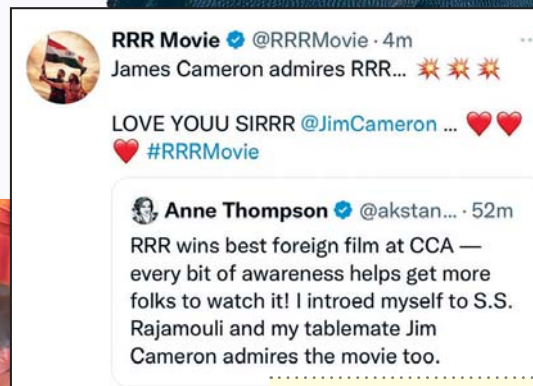 RRR Movie @RRRMovie · 4m
James Cameron admires RRR... 💥 💥 💥
LOVE YOUU SIRRR @JimCameron ... ❤️❤️
❤️ #RRRMovie
Anne Thompson @akstan... · 52m
RRR wins best foreign film at CCA —
every bit of awareness helps get more
folks to watch it! I introed myself to S.S.
Rajamouli and my tablemate Jim
Cameron admires the movie too.